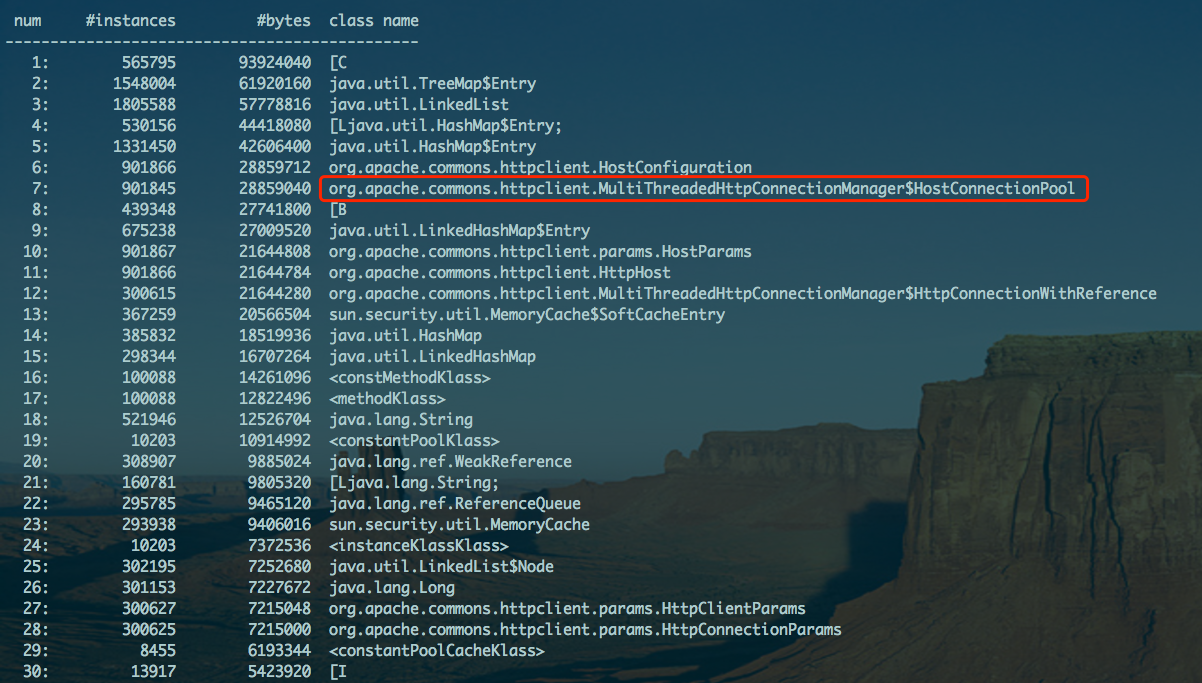 num #instances #bytes class name
----------------------------------------------
1: 565795 93924040 [C
2: 1548004 61920160 java.util.TreeMap$Entry
3: 1805588 57778816 java.util.LinkedList
4: 530156 44418080 [Ljava.util.HashMap$Entry;
5: 1331450 42606400 java.util.HashMap$Entry
6: 901866 28859712 org.apache.commons.httpclient.HostConfiguration
7: 901845 28859040 org.apache.commons.httpclient.MultiThreadedHttpConnectionManager$HostConnectionPool
8: 439348 27741800 [B
9: 675238 27009520 java.util.LinkedHashMap$Entry
10: 901867 21644808 org.apache.commons.httpclient.params.HostParams
11: 901866 21644784 org.apache.commons.httpclient.HttpHost
12: 300615 21644280 org.apache.commons.httpclient.MultiThreadedHttpConnectionManager$HttpConnectionWithReference
13: 367259 20566504 sun.security.util.MemoryCache$SoftCacheEntry
14: 385832 18519936 java.util.HashMap
15: 298344 16707264 java.util.LinkedHashMap
16: 100088 14261096 <constMethodKlass>
17: 100088 12822496 <methodKlass>
18: 521946 12526704 java.lang.String
19: 10203 10914992 <constantPoolKlass>
20: 308907 9885024 java.lang.ref.WeakReference
21: 160781 9805320 [Ljava.lang.String;
22: 295785 9465120 java.lang.ref.ReferenceQueue
23: 293938 9406016 sun.security.util.MemoryCache
24: 10203 7372536 <instanceKlassKlass>
25: 302195 7252680 java.util.LinkedList$Node
26: 301153 7227672 java.lang.Long
27: 300627 7215048 org.apache.commons.httpclient.params.HttpClientParams
28: 300625 7215000 org.apache.commons.httpclient.params.HttpConnectionParams
29: 8455 6193344 <constantPoolCacheKlass>
30: 13917 5423920 [I